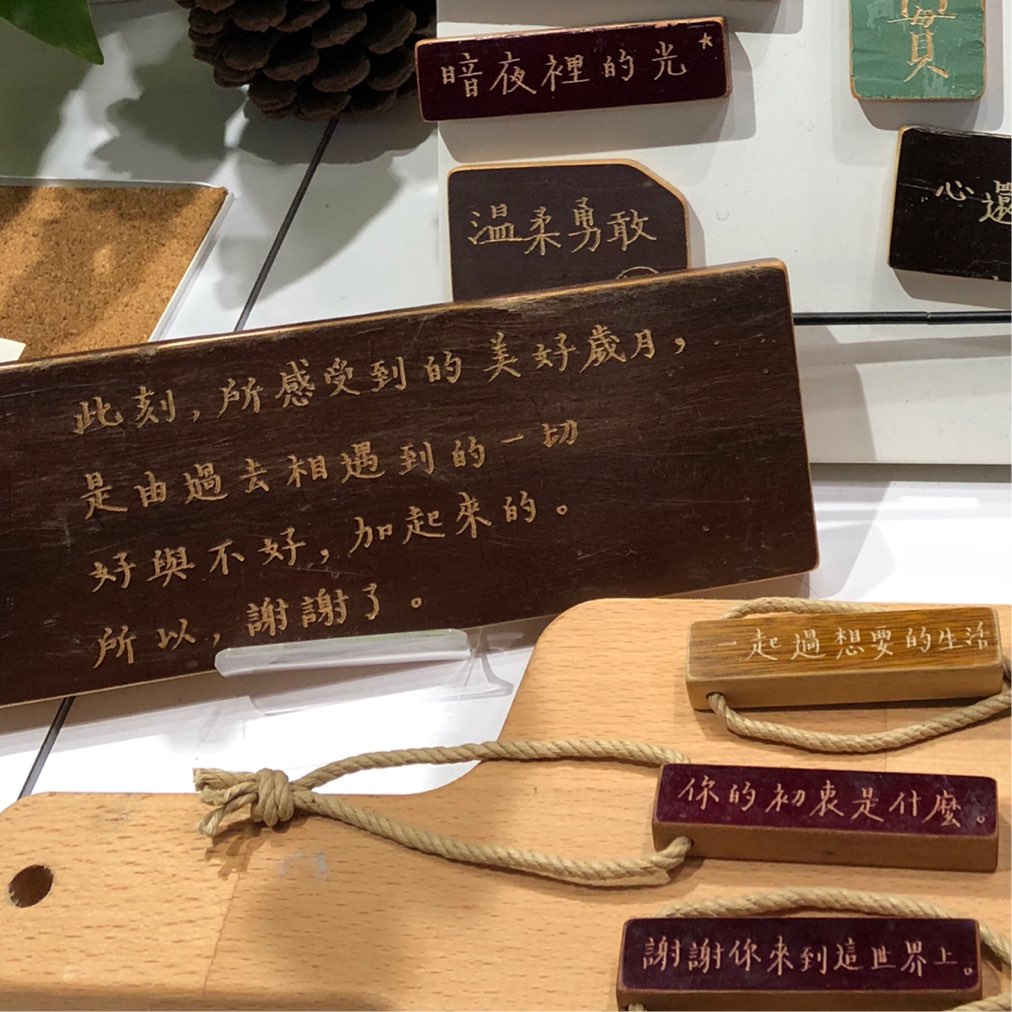 暗夜裡的光
溫柔勇敢
心還
此刻，所感受到的美好歲月，
是由過去相遇到的一切
好與不好，加起來的。
所以，謝謝了。
一起過想要的生活
你的初衷是什麼。
謝謝你來到這世界上。